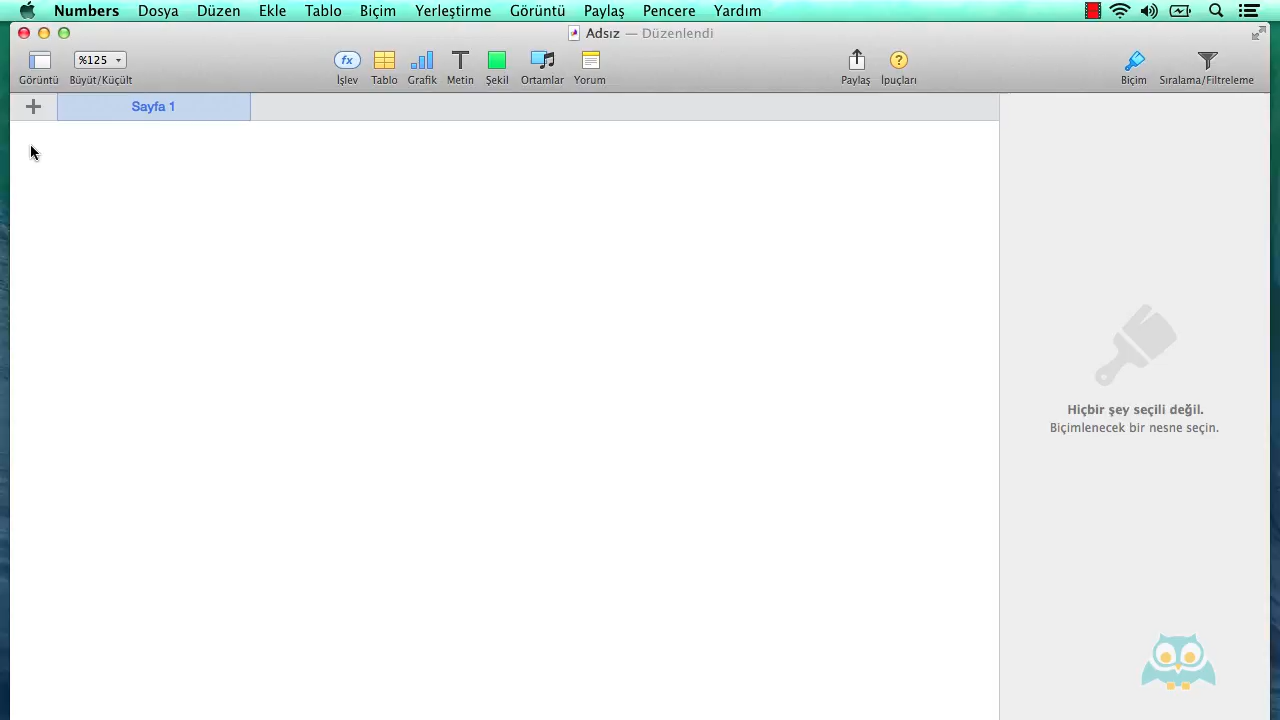 Numbers Dosya Düzen Ekle Tablo Biçim Yerleştirme Görüntü Paylaş Pencere Yardım
Adsız — Düzenlendi
%125
fx
T
?
Görüntü Büyüt/Küçült İşlev Tablo Grafik Metin Şekil Ortamlar Yorum Paylaş İpuçları Biçim Sıralama/Filtreleme
Sayfa 1
Hiçbir şey seçili değil.
Biçimlenecek bir nesne seçin.